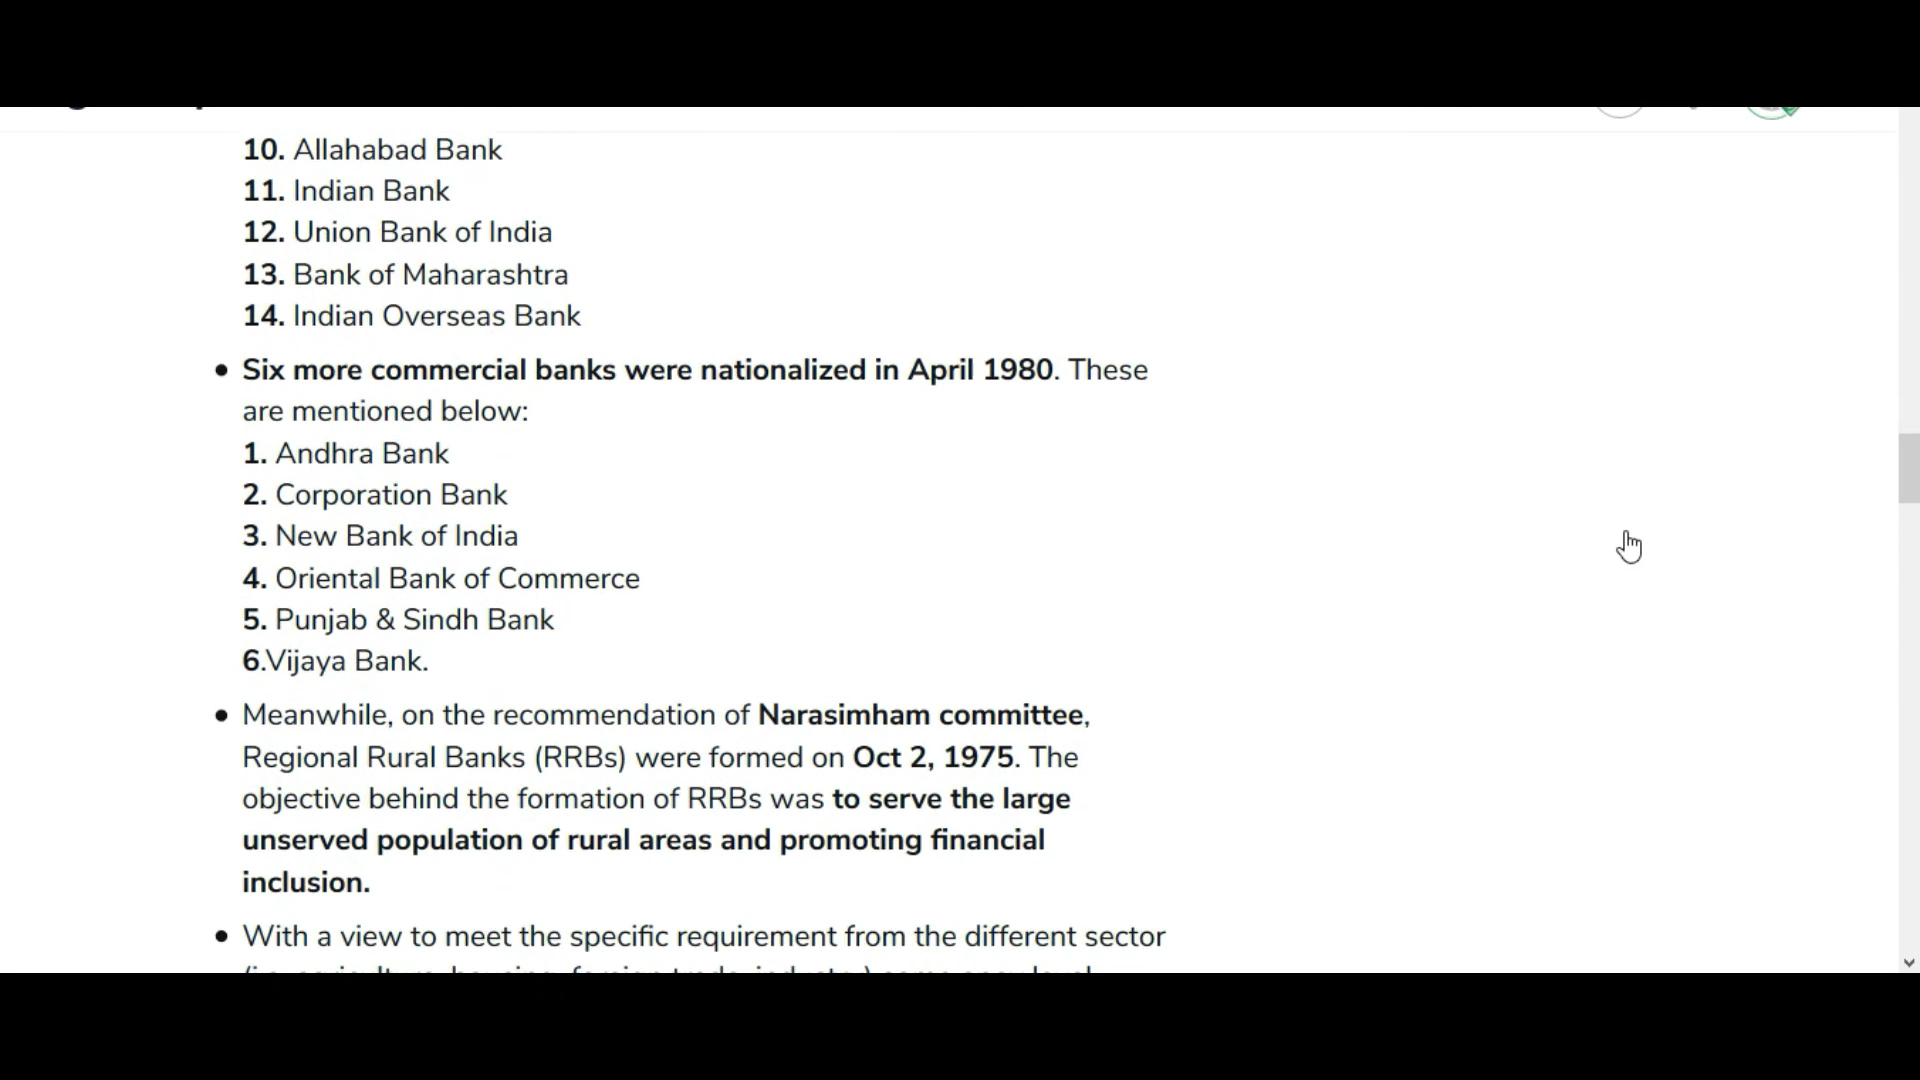 10. Allahabad Bank
11. Indian Bank
12. Union Bank of India
13. Bank of Maharashtra
14. Indian Overseas Bank
• Six more commercial banks were nationalized in April 1980. These
are mentioned below:
1. Andhra Bank
2. Corporation Bank
3. New Bank of India
4. Oriental Bank of Commerce
5. Punjab & Sindh Bank
6.Vijaya Bank.
• Meanwhile, on the recommendation of Narasimham committee,
Regional Rural Banks (RRBs) were formed on Oct 2, 1975. The
objective behind the formation of RRBs was to serve the large
unserved population of rural areas and promoting financial
inclusion.
• With a view to meet the specific requirement from the different sector